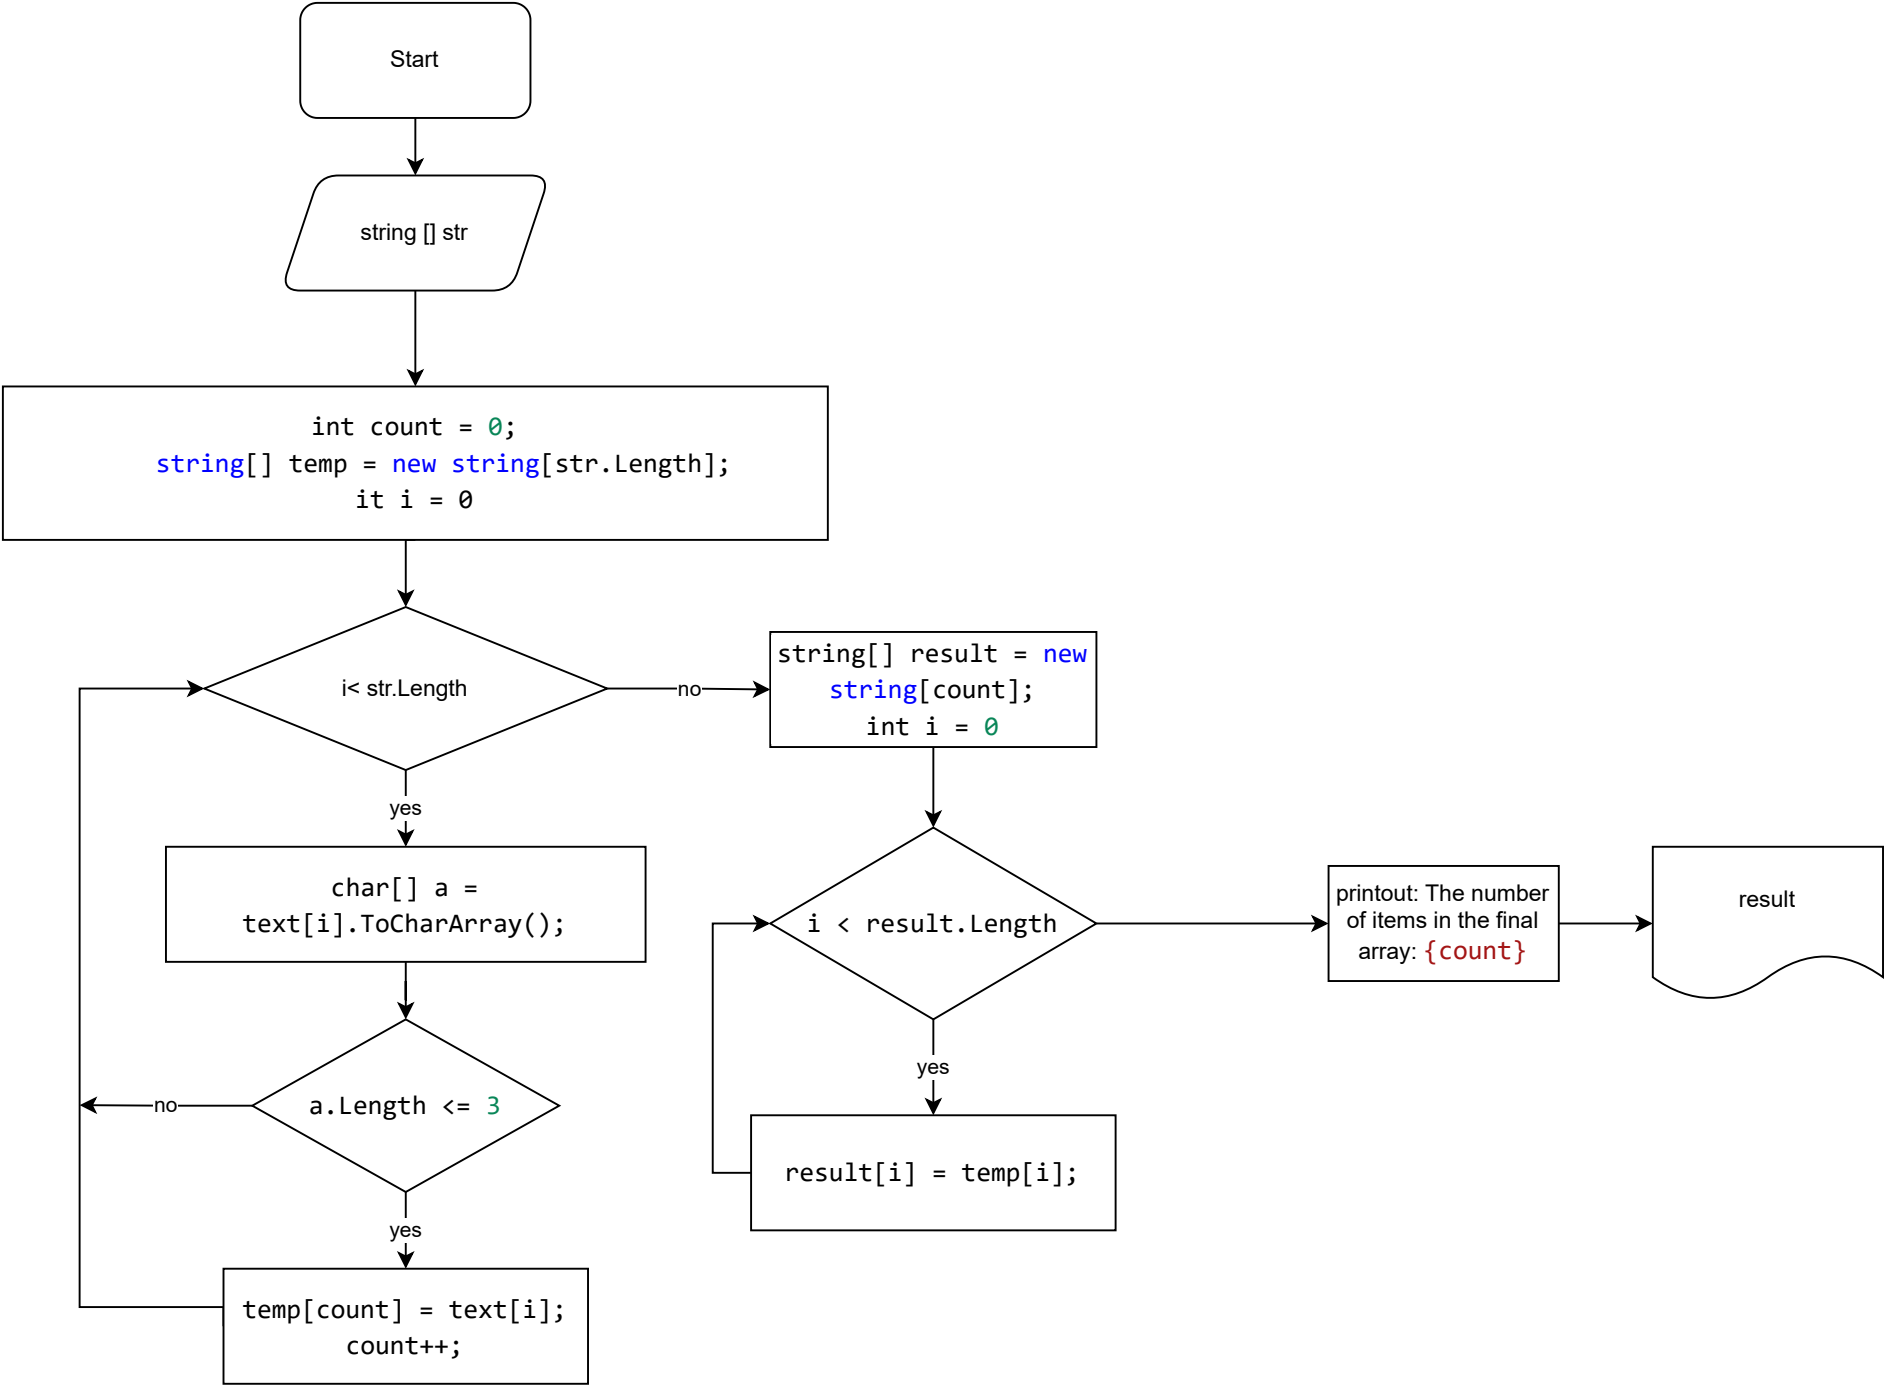 Start
string [] str
int count = 0;
string[] temp = new string[str.Length];
it i = 0
i< str.Length
no
yes
char[] a =
text[i].ToCharArray();
a.Length <= 3
no
yes
temp[count] = text[i];
count++;
string[] result = new
string[count];
int i = 0
i < result.Length
yes
result[i] = temp[i];
printout: The number
of items in the final
array: {count}
result